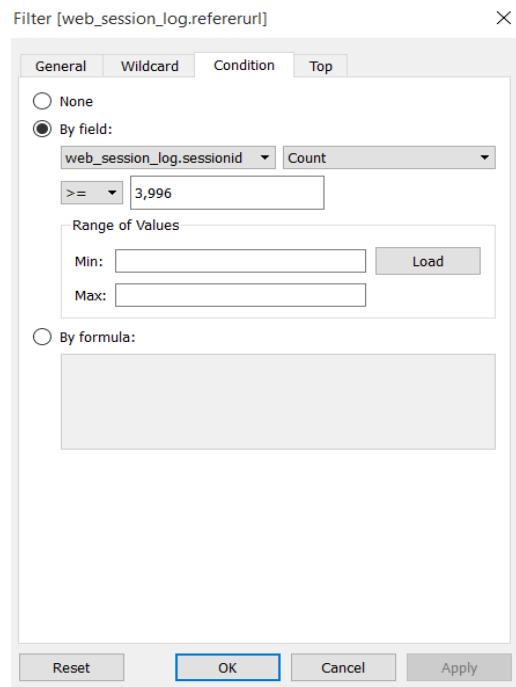 Filter [web_session_log.refererurl]
General Wildcard Condition Top
None
By field:
web_session_log.sessionid Count
>= 3,996
Range of Values
Min: Load
Max:
By formula:
Reset OK Cancel Apply